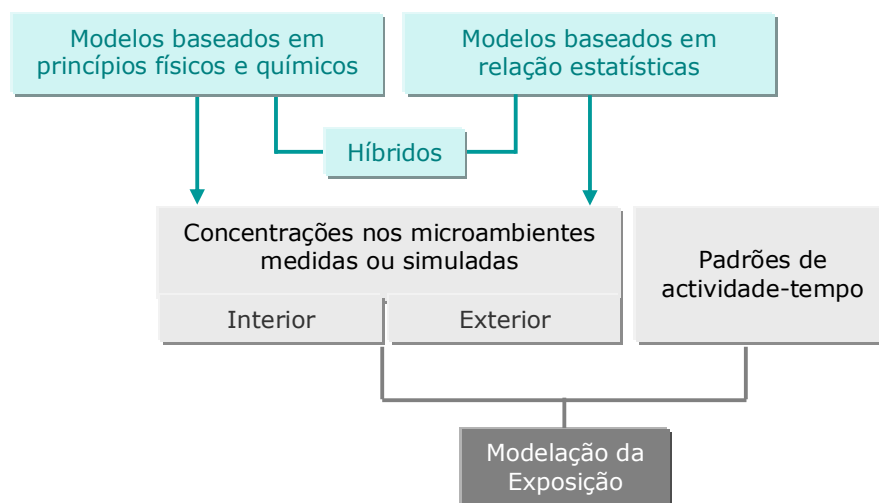 Modelos baseados em
princípios físicos e químicos
Modelos baseados em
relação estatísticas
Híbridos
Concentrações nos microambientes
medidas ou simuladas
Interior
Exterior
Padrões de
actividade-tempo
Modelação da
Exposição